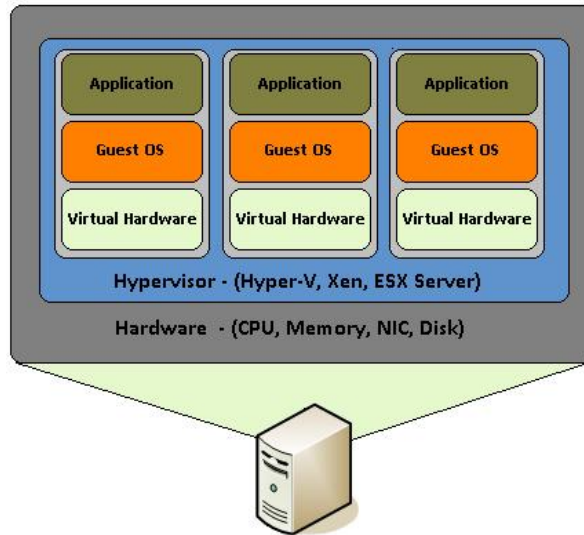 Application Application Application
Guest OS Guest OS Guest OS
Virtual Hardware Virtual Hardware Virtual Hardware
Hypervisor - (Hyper-V, Xen, ESX Server)
Hardware - (CPU, Memory, NIC, Disk)